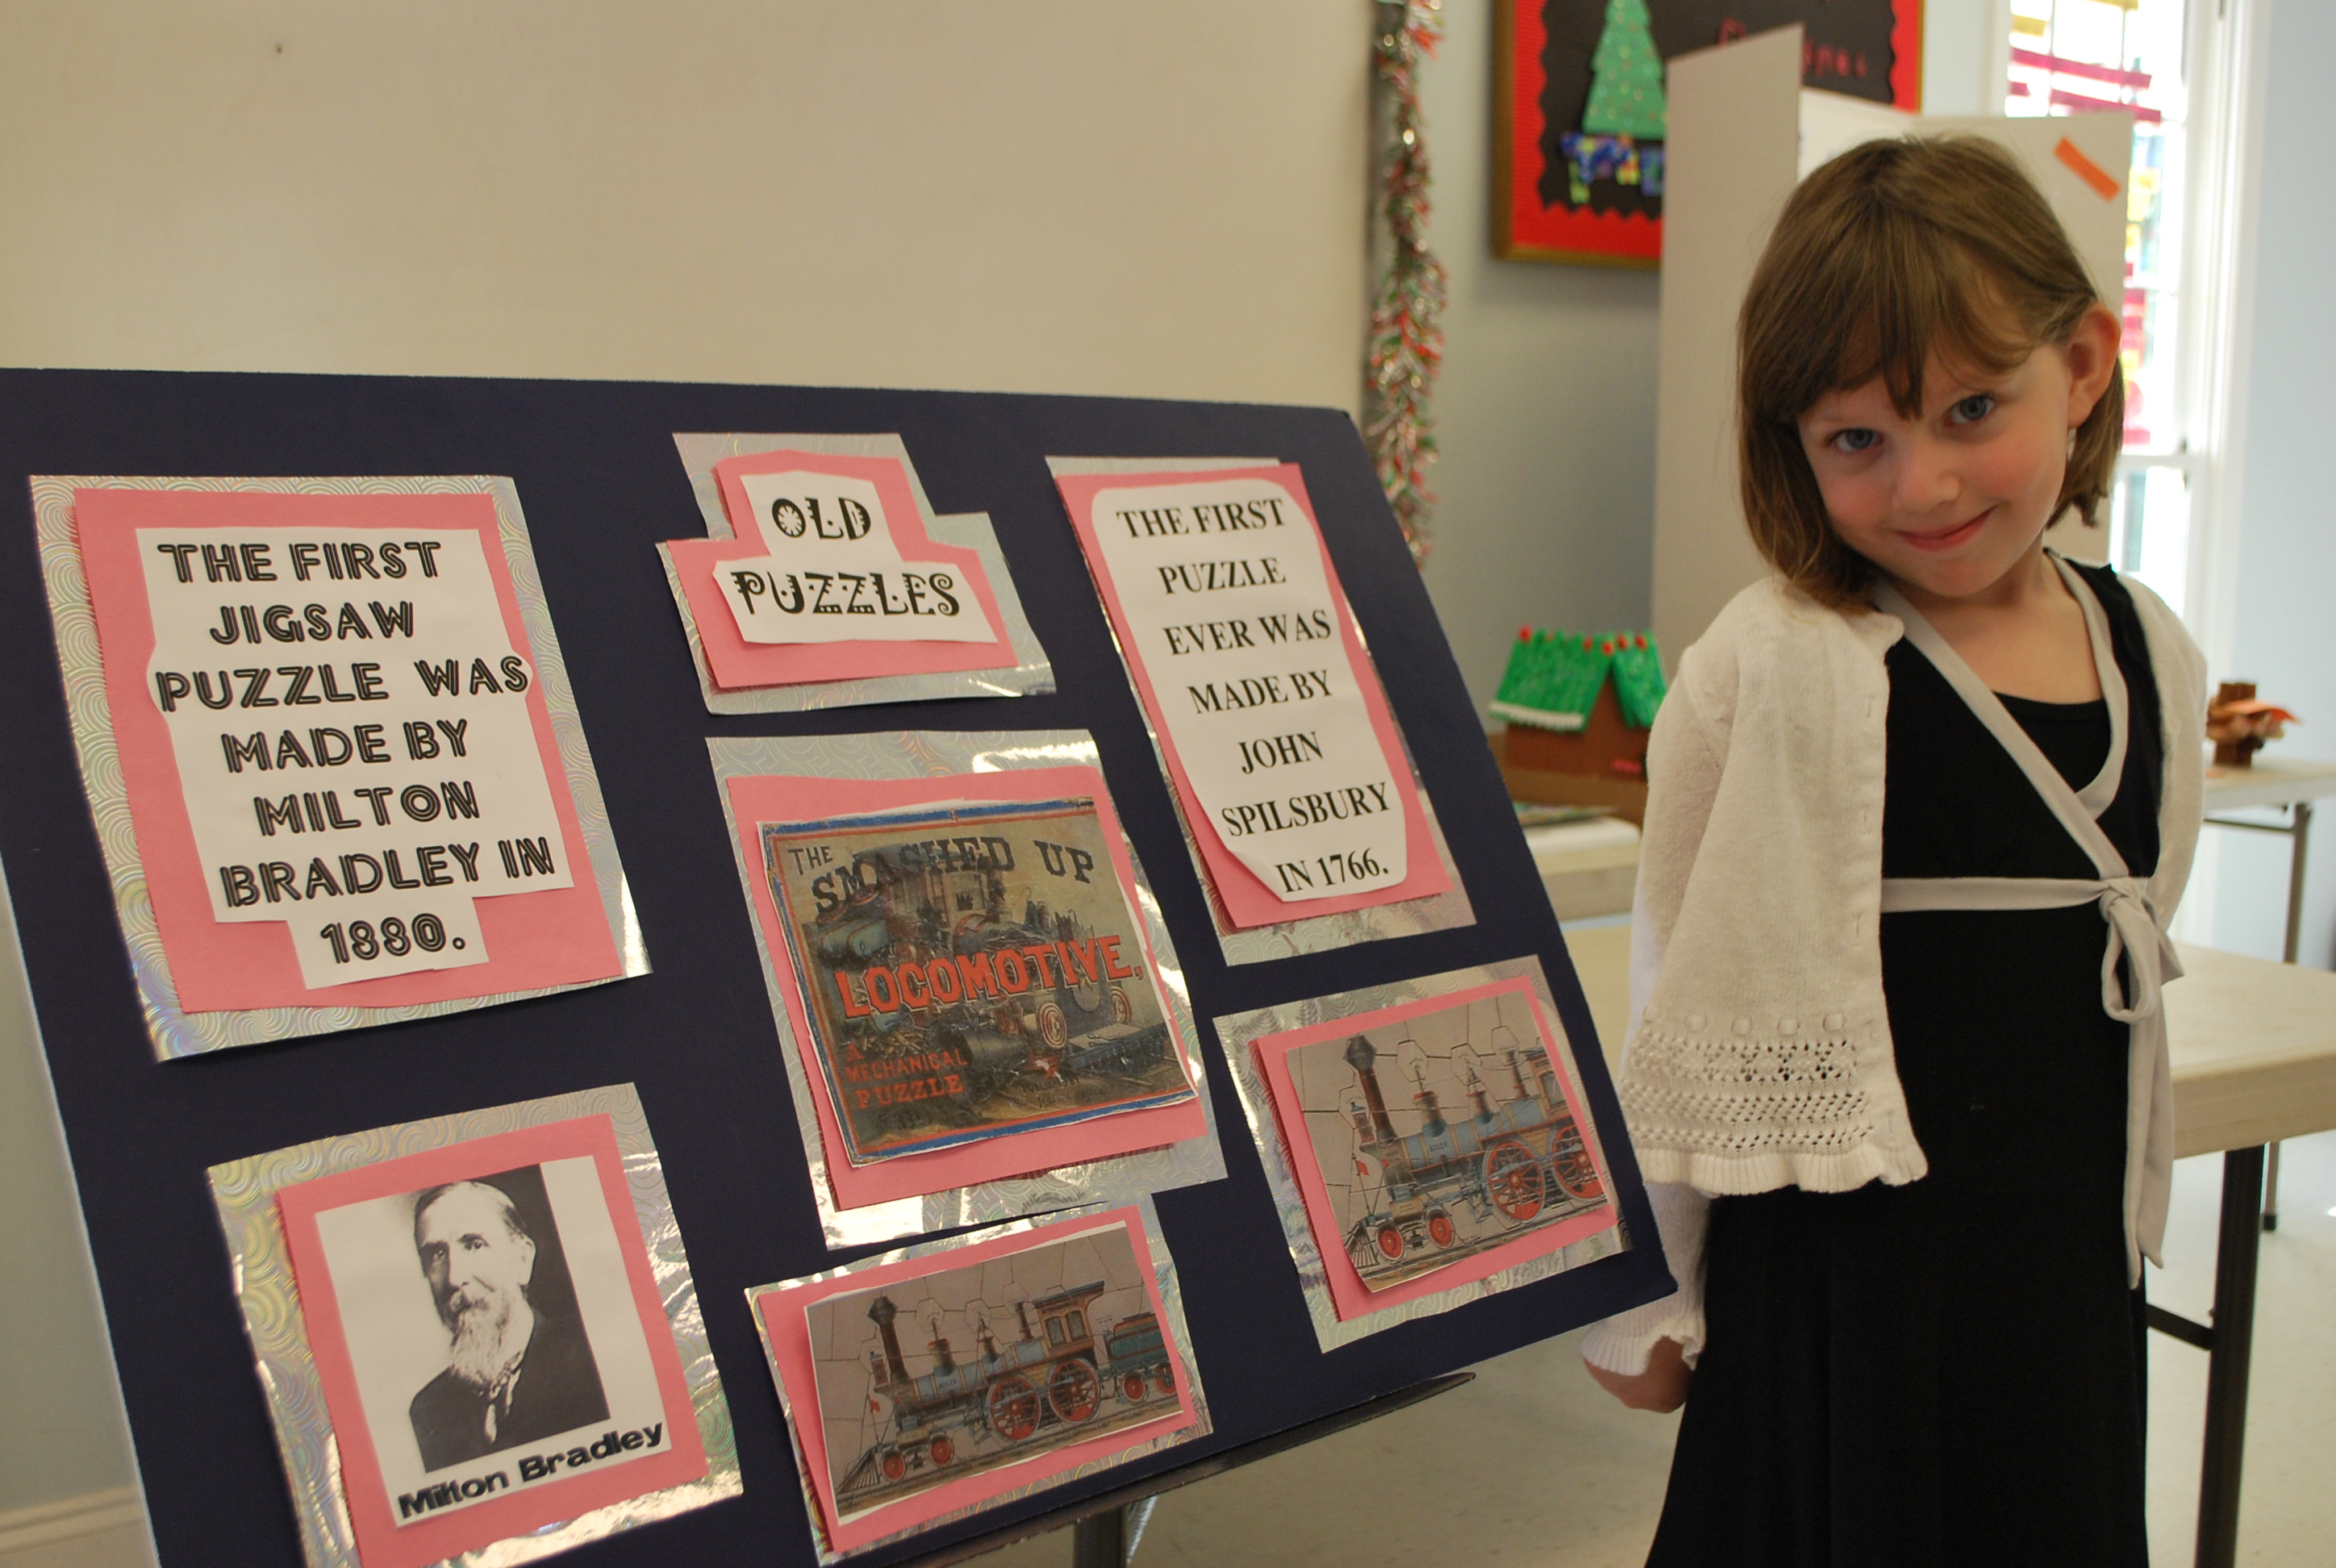 THE FIRST
JIGSAW
PUZZLE WAS
MADE BY
MILTON
BRADLEY IN
1880.
OLD
PUZZLES
THE FIRST
PUZZLE
EVER WAS
MADE BY
JOHN
SPILSBURY
IN 1766.
THE
SMASHED UP
LOCOMOTIVE,
A
MECHANICAL
PUZZLE
Milton Bradley